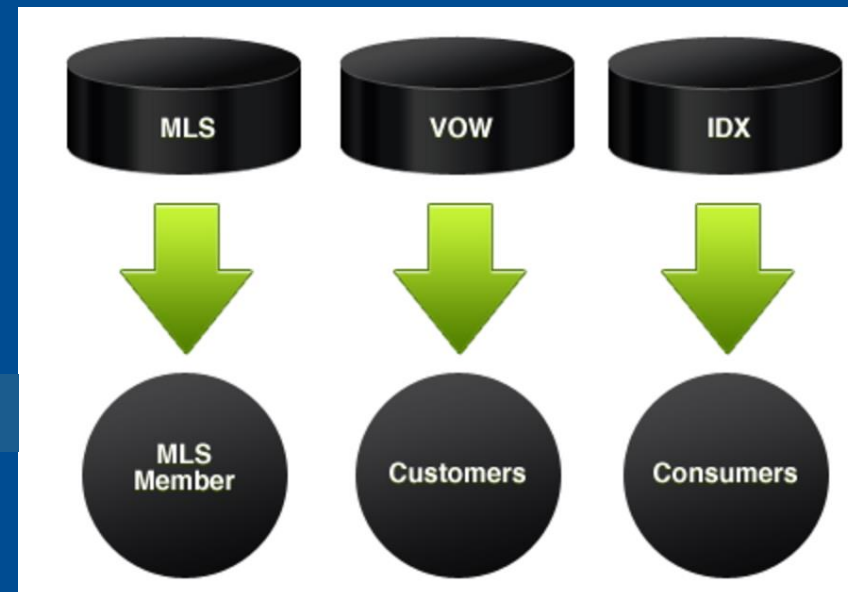 MLS
VOW
IDX
MLS
Member
Customers
Consumers